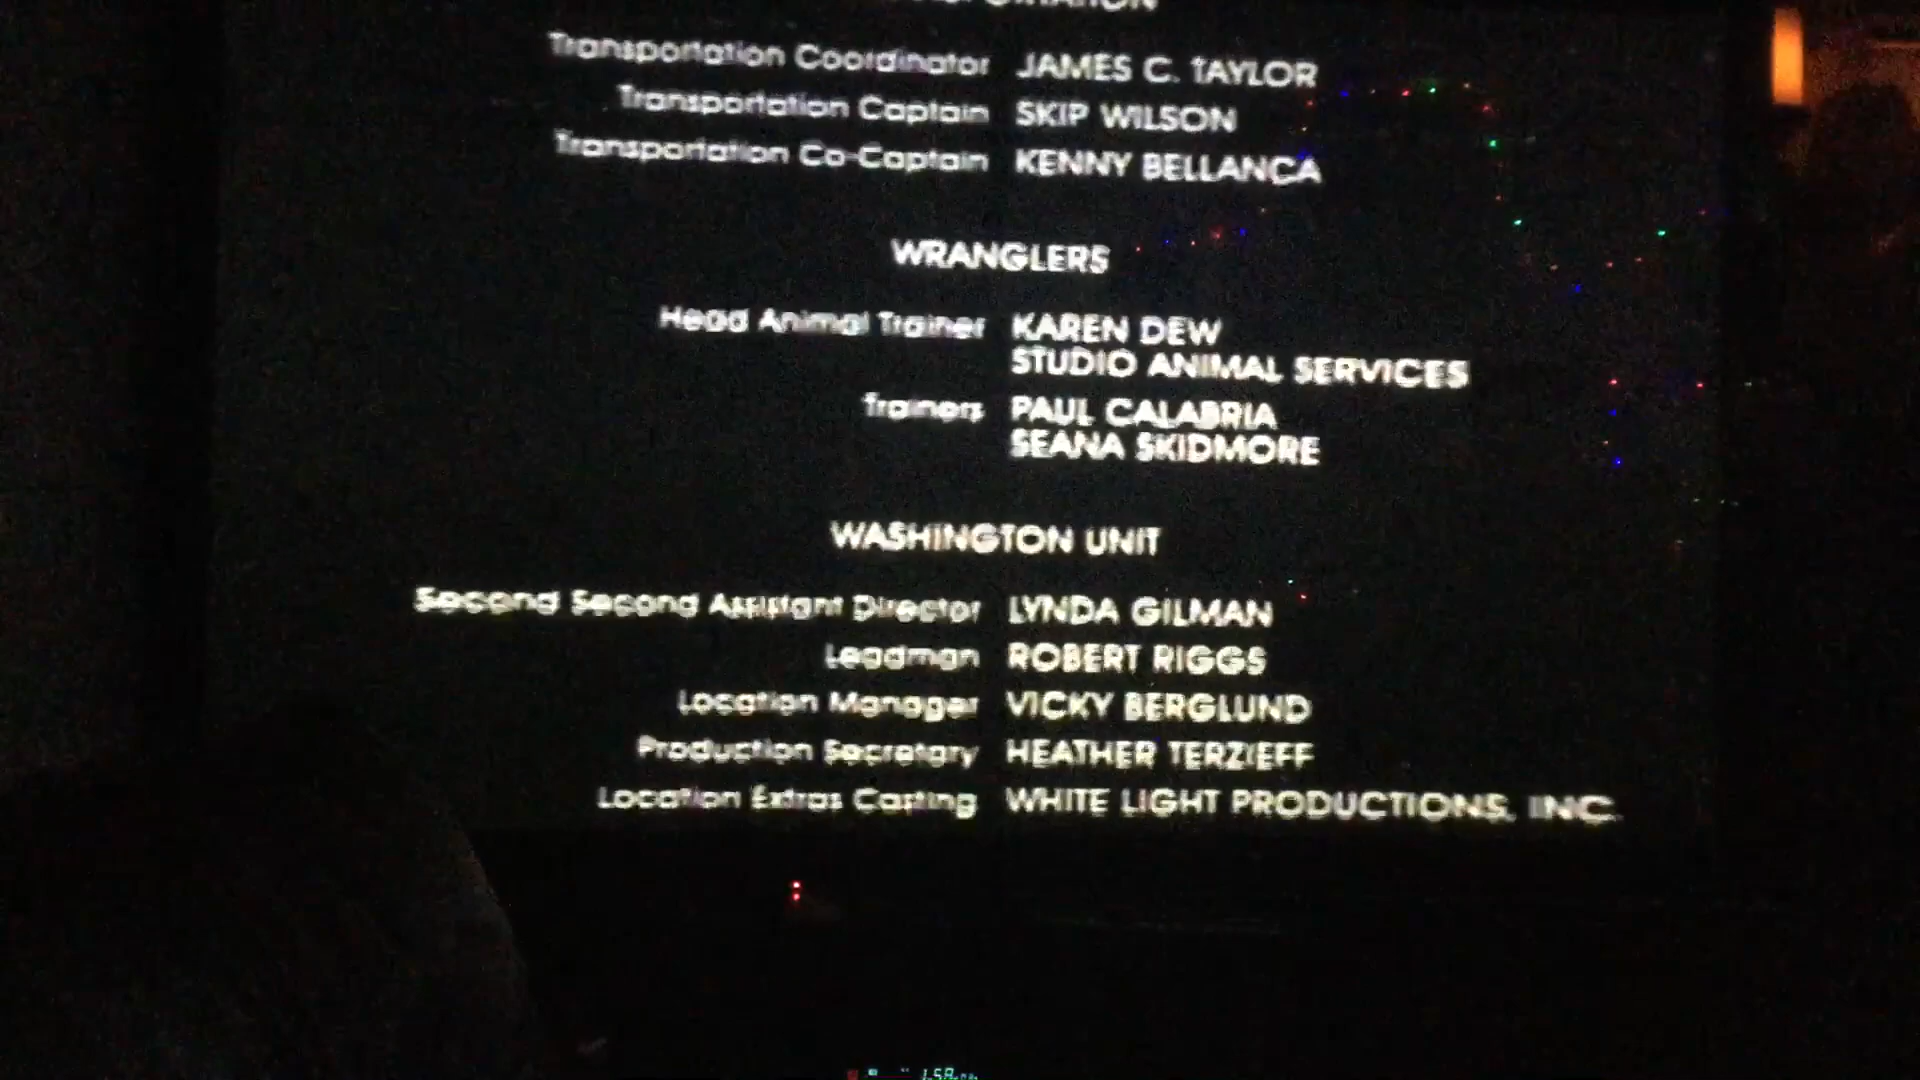 Transportation Coordinator JAMES C. TAYLOR
Transportation Captain SKIP WILSON
Transportation Co-Captain KENNY BELLANCA
WRANGLERS
Head Animal Trainer KAREN DEW
STUDIO ANIMAL SERVICES
Trainers PAUL CALABRIA
SEANA SKIDMORE
WASHINGTON UNIT
Second Second Assistant Director LYNDA GILMAN
Leadman ROBERT RIGGS
Location Manager VICKY BERGLUND
Production Secretary HEATHER TERZIEFF
Location Extras Casting WHITE LIGHT PRODUCTIONS, INC.